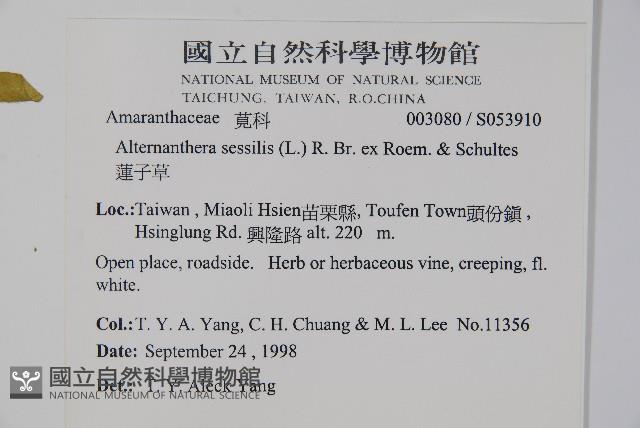 國立自然科學博物館
NATIONAL MUSEUM OF NATURAL SCIENCE
TAICHUNG, TAIWAN, R.O.CHINA
Amaranthaceae 莧科 003080 / S053910
Alternanthera sessilis (L.) R. Br. ex Roem. & Schultes
蓮子草
Loc.:Taiwan , Miaoli Hsien苗栗縣, Toufen Town頭份鎮 ,
Hsinglung Rd. 興隆路 alt. 220 m.
Open place, roadside. Herb or herbaceous vine, creeping, fl.
white.
Col.:T. Y. A. Yang, C. H. Chuang & M. L. Lee No.11356
Date: September 24 , 1998
Det.: T. Y. Aleck Yang
國立自然科學博物館
NATIONAL MUSEUM OF NATURAL SCIENCE